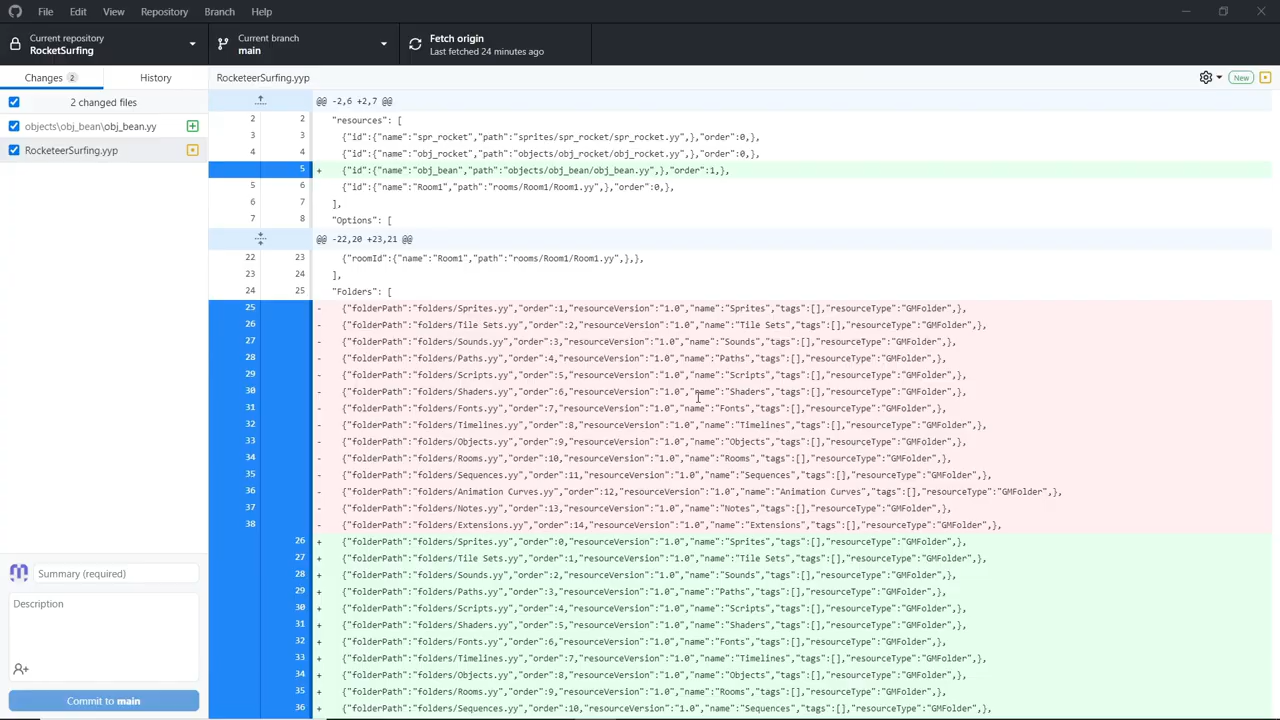 File Edit View Repository Branch Help
Current repository
RocketSurfing
Current branch
main
Fetch origin
Last fetched 24 minutes ago
Changes 2
History
RocketeerSurfing.yyp
New
2 changed files
objects\obj_bean\obj_bean.yy
RocketeerSurfing.yyp
@@ -2,6 +2,7 @@
2 2 "resources": [
3 3 {"id":{"name":"spr_rocket","path":"sprites/spr_rocket/spr_rocket.yy",},"order":0,},
4 4 {"id":{"name":"obj_rocket","path":"objects/obj_rocket/obj_rocket.yy",},"order":0,},
5 + {"id":{"name":"obj_bean","path":"objects/obj_bean/obj_bean.yy",},"order":1,},
5 6 {"id":{"name":"Room1","path":"rooms/Room1/Room1.yy",},"order":0,},
6 7 ],
7 8 "Options": [
@@ -22,20 +23,21 @@
22 23 {"roomId":{"name":"Room1","path":"rooms/Room1/Room1.yy",},},
23 24 ],
24 25 "Folders": [
25 - {"folderPath":"folders/Sprites.yy","order":1,"resourceVersion":"1.0","name":"Sprites","tags":[],"resourceType":"GMFolder",},
26 - {"folderPath":"folders/Tile Sets.yy","order":2,"resourceVersion":"1.0","name":"Tile Sets","tags":[],"resourceType":"GMFolder",},
27 - {"folderPath":"folders/Sounds.yy","order":3,"resourceVersion":"1.0","name":"Sounds","tags":[],"resourceType":"GMFolder",},
28 - {"folderPath":"folders/Paths.yy","order":4,"resourceVersion":"1.0","name":"Paths","tags":[],"resourceType":"GMFolder",},
29 - {"folderPath":"folders/Scripts.yy","order":5,"resourceVersion":"1.0","name":"Scripts","tags":[],"resourceType":"GMFolder",},
30 - {"folderPath":"folders/Shaders.yy","order":6,"resourceVersion":"1.0","name":"Shaders","tags":[],"resourceType":"GMFolder",},
31 - {"folderPath":"folders/Fonts.yy","order":7,"resourceVersion":"1.0","name":"Fonts","tags":[],"resourceType":"GMFolder",},
32 - {"folderPath":"folders/Timelines.yy","order":8,"resourceVersion":"1.0","name":"Timelines","tags":[],"resourceType":"GMFolder",},
33 - {"folderPath":"folders/Objects.yy","order":9,"resourceVersion":"1.0","name":"Objects","tags":[],"resourceType":"GMFolder",},
34 - {"folderPath":"folders/Rooms.yy","order":10,"resourceVersion":"1.0","name":"Rooms","tags":[],"resourceType":"GMFolder",},
35 - {"folderPath":"folders/Sequences.yy","order":11,"resourceVersion":"1.0","name":"Sequences","tags":[],"resourceType":"GMFolder",},
36 - {"folderPath":"folders/Animation Curves.yy","order":12,"resourceVersion":"1.0","name":"Animation Curves","tags":[],"resourceType":"GMFolder",},
37 - {"folderPath":"folders/Notes.yy","order":13,"resourceVersion":"1.0","name":"Notes","tags":[],"resourceType":"GMFolder",},
38 - {"folderPath":"folders/Extensions.yy","order":14,"resourceVersion":"1.0","name":"Extensions","tags":[],"resourceType":"GMFolder",},
26 + {"folderPath":"folders/Sprites.yy","order":0,"resourceVersion":"1.0","name":"Sprites","tags":[],"resourceType":"GMFolder",},
27 + {"folderPath":"folders/Tile Sets.yy","order":1,"resourceVersion":"1.0","name":"Tile Sets","tags":[],"resourceType":"GMFolder",},
28 + {"folderPath":"folders/Sounds.yy","order":2,"resourceVersion":"1.0","name":"Sounds","tags":[],"resourceType":"GMFolder",},
29 + {"folderPath":"folders/Paths.yy","order":3,"resourceVersion":"1.0","name":"Paths","tags":[],"resourceType":"GMFolder",},
30 + {"folderPath":"folders/Scripts.yy","order":4,"resourceVersion":"1.0","name":"Scripts","tags":[],"resourceType":"GMFolder",},
31 + {"folderPath":"folders/Shaders.yy","order":5,"resourceVersion":"1.0","name":"Shaders","tags":[],"resourceType":"GMFolder",},
32 + {"folderPath":"folders/Fonts.yy","order":6,"resourceVersion":"1.0","name":"Fonts","tags":[],"resourceType":"GMFolder",},
33 + {"folderPath":"folders/Timelines.yy","order":7,"resourceVersion":"1.0","name":"Timelines","tags":[],"resourceType":"GMFolder",},
34 + {"folderPath":"folders/Objects.yy","order":8,"resourceVersion":"1.0","name":"Objects","tags":[],"resourceType":"GMFolder",},
35 + {"folderPath":"folders/Rooms.yy","order":9,"resourceVersion":"1.0","name":"Rooms","tags":[],"resourceType":"GMFolder",},
36 + {"folderPath":"folders/Sequences.yy","order":10,"resourceVersion":"1.0","name":"Sequences","tags":[],"resourceType":"GMFolder",},
Summary (required)
Description
Commit to main